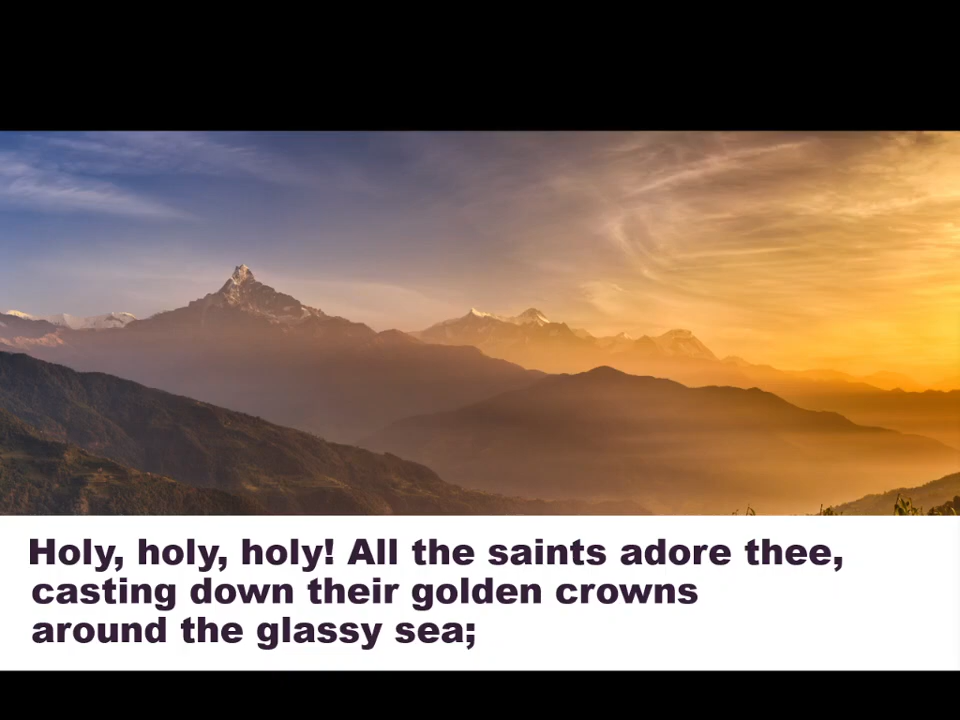 Holy, holy, holy! All the saints adore thee,
casting down their golden crowns
around the glassy sea;